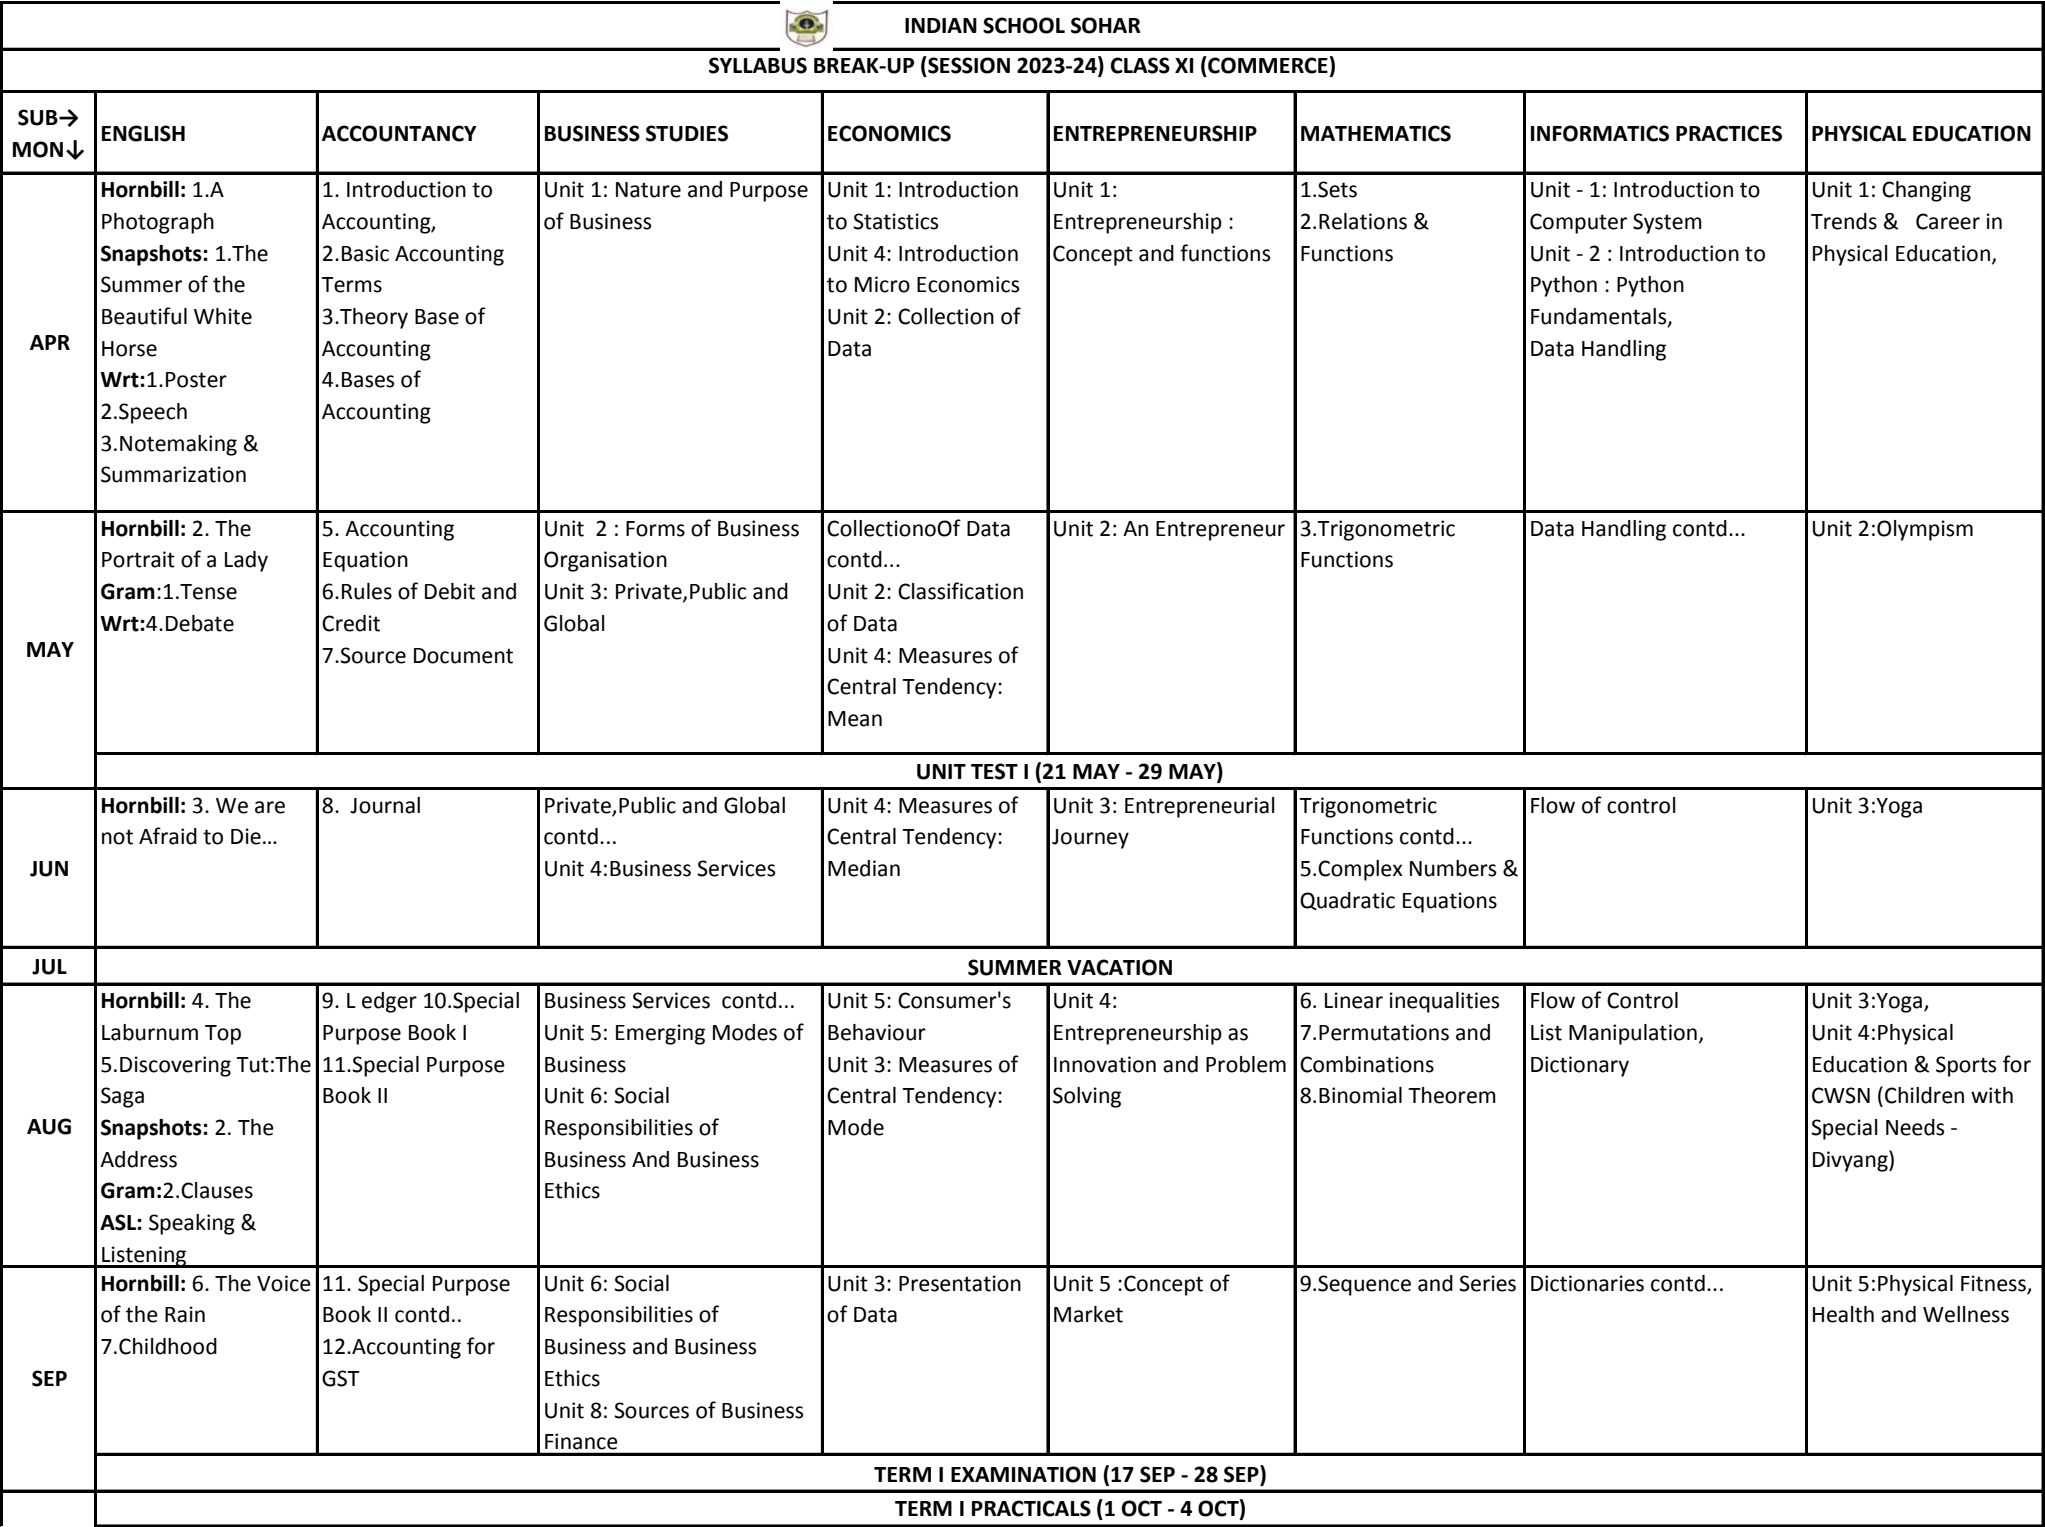 INDIAN SCHOOL SOHAR
SYLLABUS BREAK-UP (SESSION 2023-24) CLASS XI (COMMERCE)
SUB→
MON↓
ENGLISH
ACCOUNTANCY
BUSINESS STUDIES
ECONOMICS
ENTREPRENEURSHIP
MATHEMATICS
INFORMATICS PRACTICES
PHYSICAL EDUCATION
APR
Hornbill: 1.A
Photograph
Snapshots: 1.The
Summer of the
Beautiful White
Horse
Wrt:1.Poster
2.Speech
3.Notemaking &
Summarization
1. Introduction to
Accounting,
2.Basic Accounting
Terms
3.Theory Base of
Accounting
4.Bases of
Accounting
Unit 1: Nature and Purpose
of Business
Unit 1: Introduction
to Statistics
Unit 4: Introduction
to Micro Economics
Unit 2: Collection of
Data
Unit 1:
Entrepreneurship :
Concept and functions
1.Sets
2.Relations &
Functions
Unit - 1: Introduction to
Computer System
Unit - 2 : Introduction to
Python : Python
Fundamentals,
Data Handling
Unit 1: Changing
Trends & Career in
Physical Education,
MAY
Hornbill: 2. The
Portrait of a Lady
Gram:1.Tense
Wrt:4.Debate
5. Accounting
Equation
6.Rules of Debit and
Credit
7.Source Document
Unit 2 : Forms of Business
Organisation
Unit 3: Private,Public and
Global
CollectionoOf Data
contd...
Unit 2: Classification
of Data
Unit 4: Measures of
Central Tendency:
Mean
Unit 2: An Entrepreneur
3.Trigonometric
Functions
Data Handling contd...
Unit 2:Olympism
UNIT TEST I (21 MAY - 29 MAY)
JUN
Hornbill: 3. We are
not Afraid to Die…
8. Journal
Private,Public and Global
contd...
Unit 4:Business Services
Unit 4: Measures of
Central Tendency:
Median
Unit 3: Entrepreneurial
Journey
Trigonometric
Functions contd...
5.Complex Numbers &
Quadratic Equations
Flow of control
Unit 3:Yoga
JUL
SUMMER VACATION
AUG
Hornbill: 4. The
Laburnum Top
5.Discovering Tut:The
Saga
Snapshots: 2. The
Address
Gram:2.Clauses
ASL: Speaking &
Listening
9. L edger 10.Special
Purpose Book I
11.Special Purpose
Book II
Business Services contd...
Unit 5: Emerging Modes of
Business
Unit 6: Social
Responsibilities of
Business And Business
Ethics
Unit 5: Consumer's
Behaviour
Unit 3: Measures of
Central Tendency:
Mode
Unit 4:
Entrepreneurship as
Innovation and Problem
Solving
6. Linear inequalities
7.Permutations and
Combinations
8.Binomial Theorem
Flow of Control
List Manipulation,
Dictionary
Unit 3:Yoga,
Unit 4:Physical
Education & Sports for
CWSN (Children with
Special Needs -
Divyang)
SEP
Hornbill: 6. The Voice
of the Rain
7.Childhood
11. Special Purpose
Book II contd..
12.Accounting for
GST
Unit 6: Social
Responsibilities of
Business and Business
Ethics
Unit 8: Sources of Business
Finance
Unit 3: Presentation
of Data
Unit 5 :Concept of
Market
9.Sequence and Series
Dictionaries contd...
Unit 5:Physical Fitness,
Health and Wellness
TERM I EXAMINATION (17 SEP - 28 SEP)
TERM I PRACTICALS (1 OCT - 4 OCT)